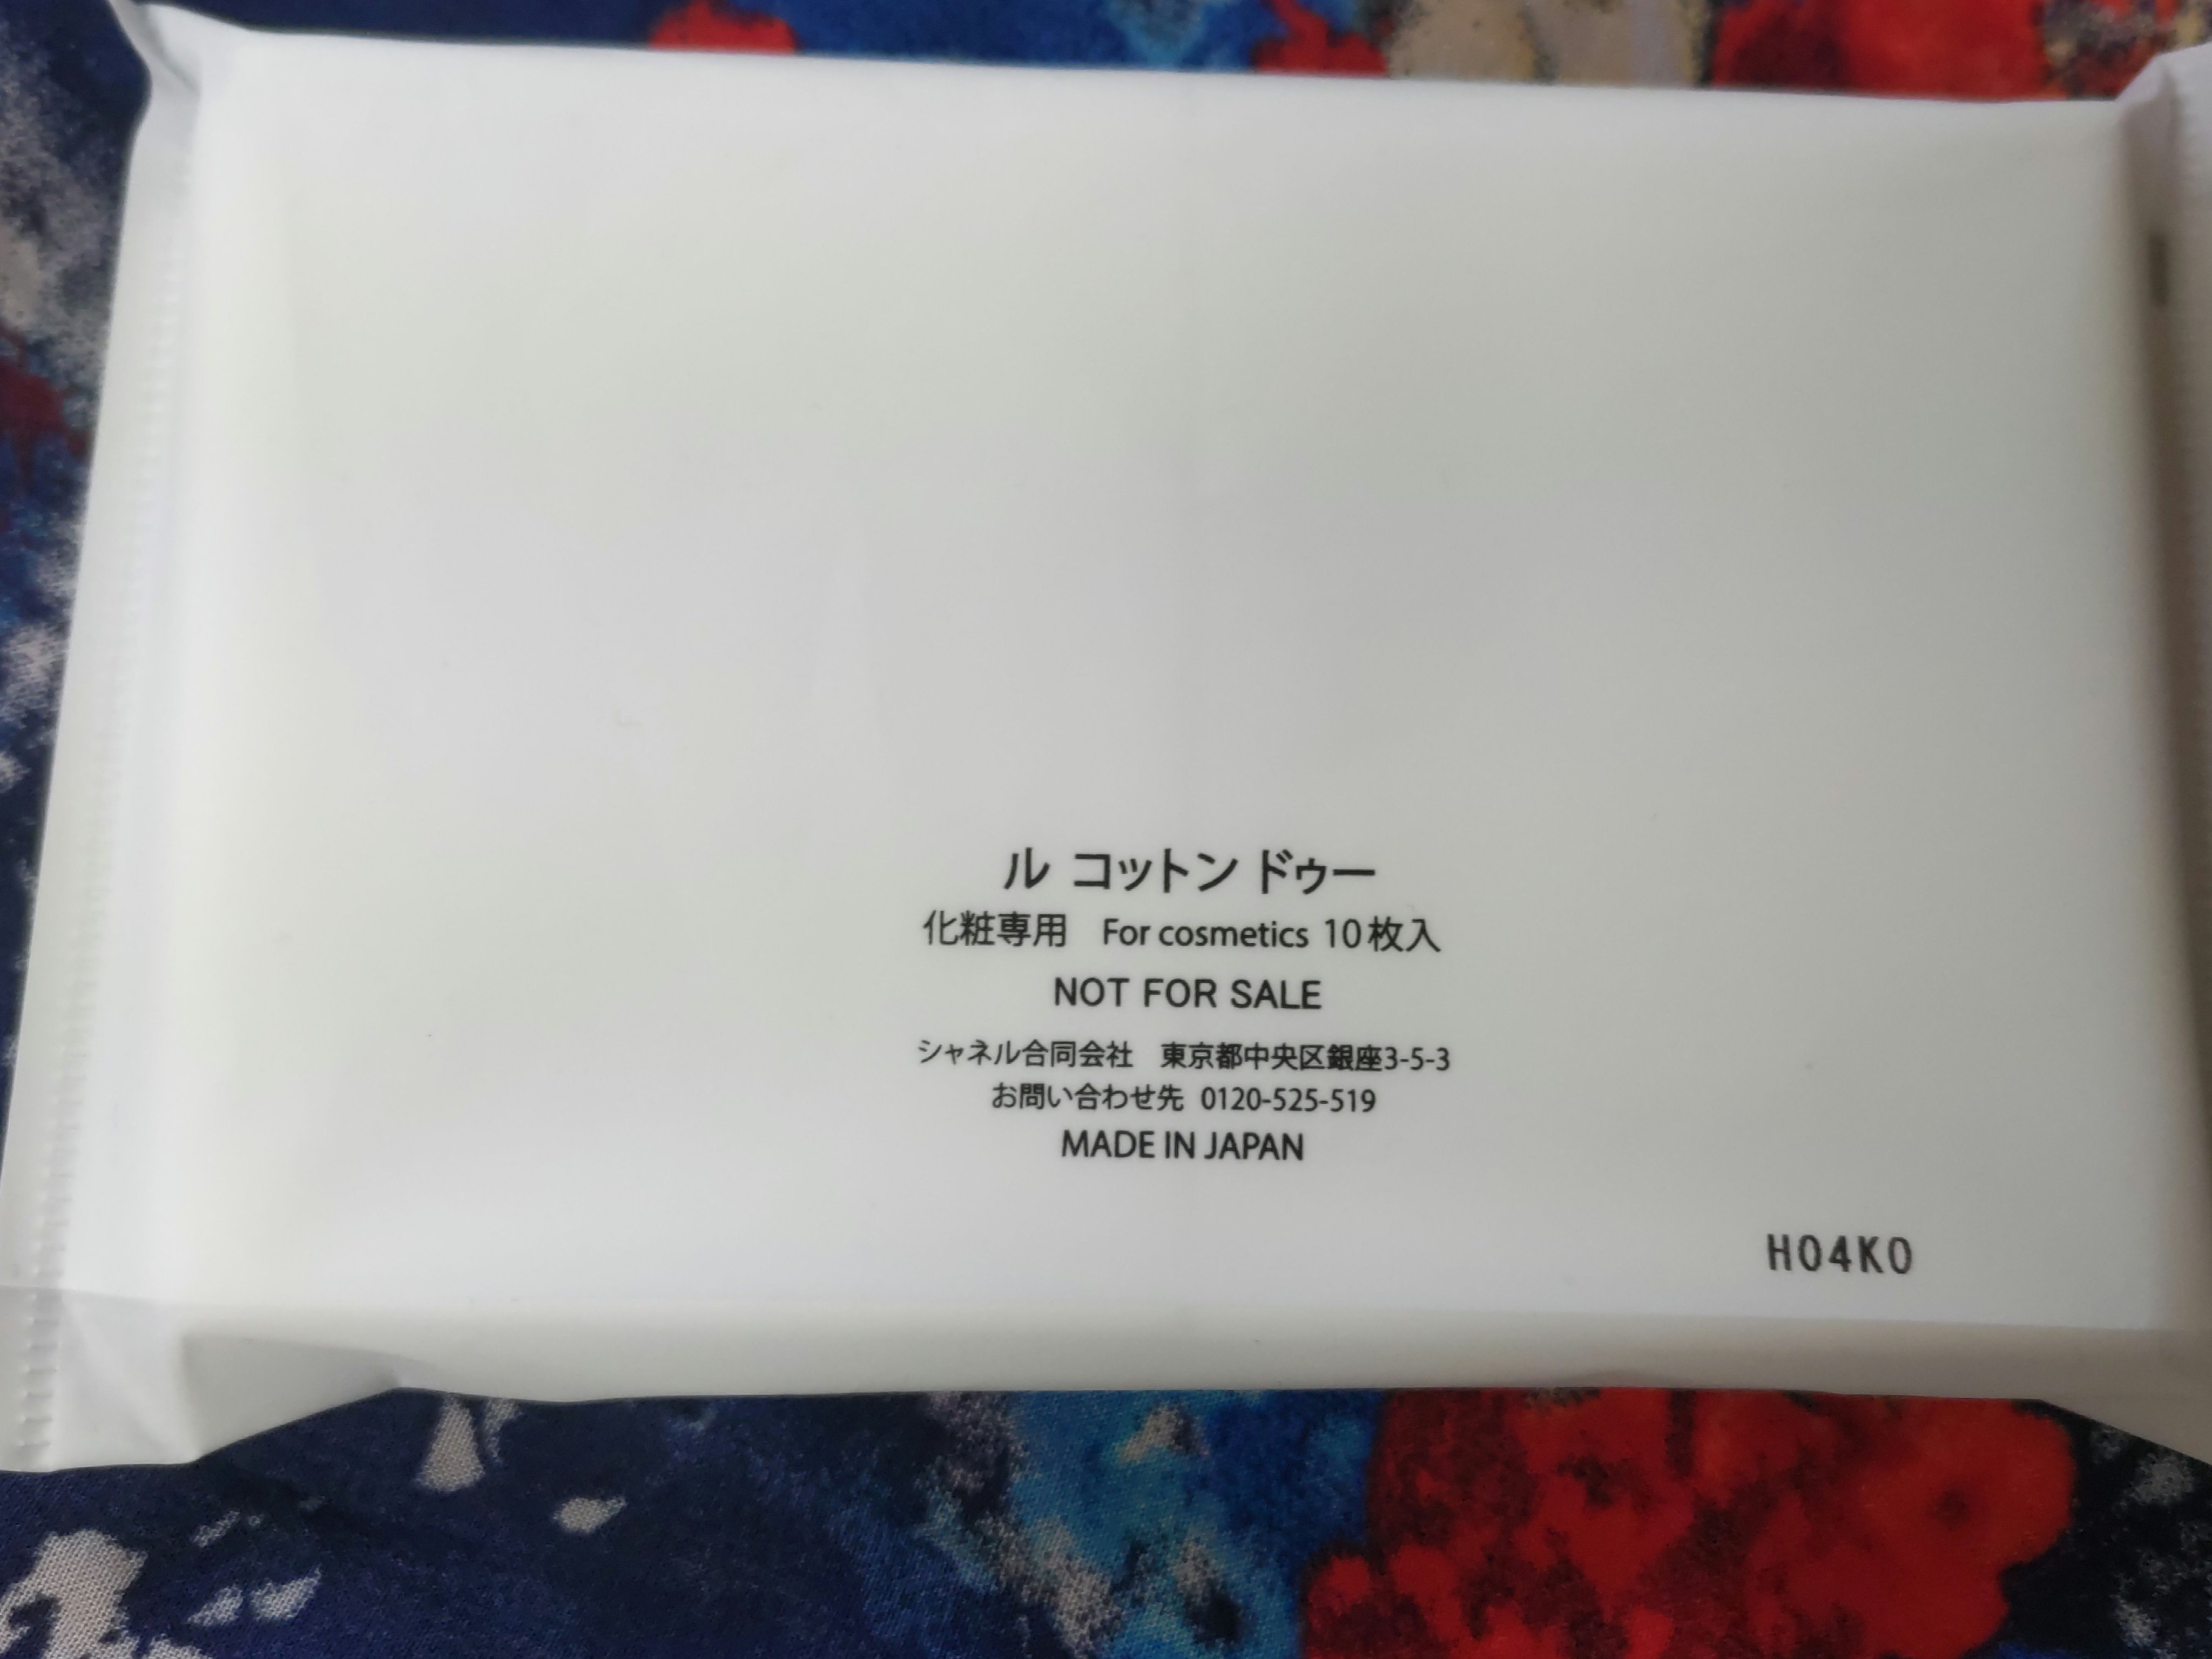 ル コットン ドゥー
化粧専用 For cosmetics 10枚入
NOT FOR SALE
シャネル合同会社 東京都中央区銀座3-5-3
お問い合わせ先 0120-525-519
MADE IN JAPAN
H04K0